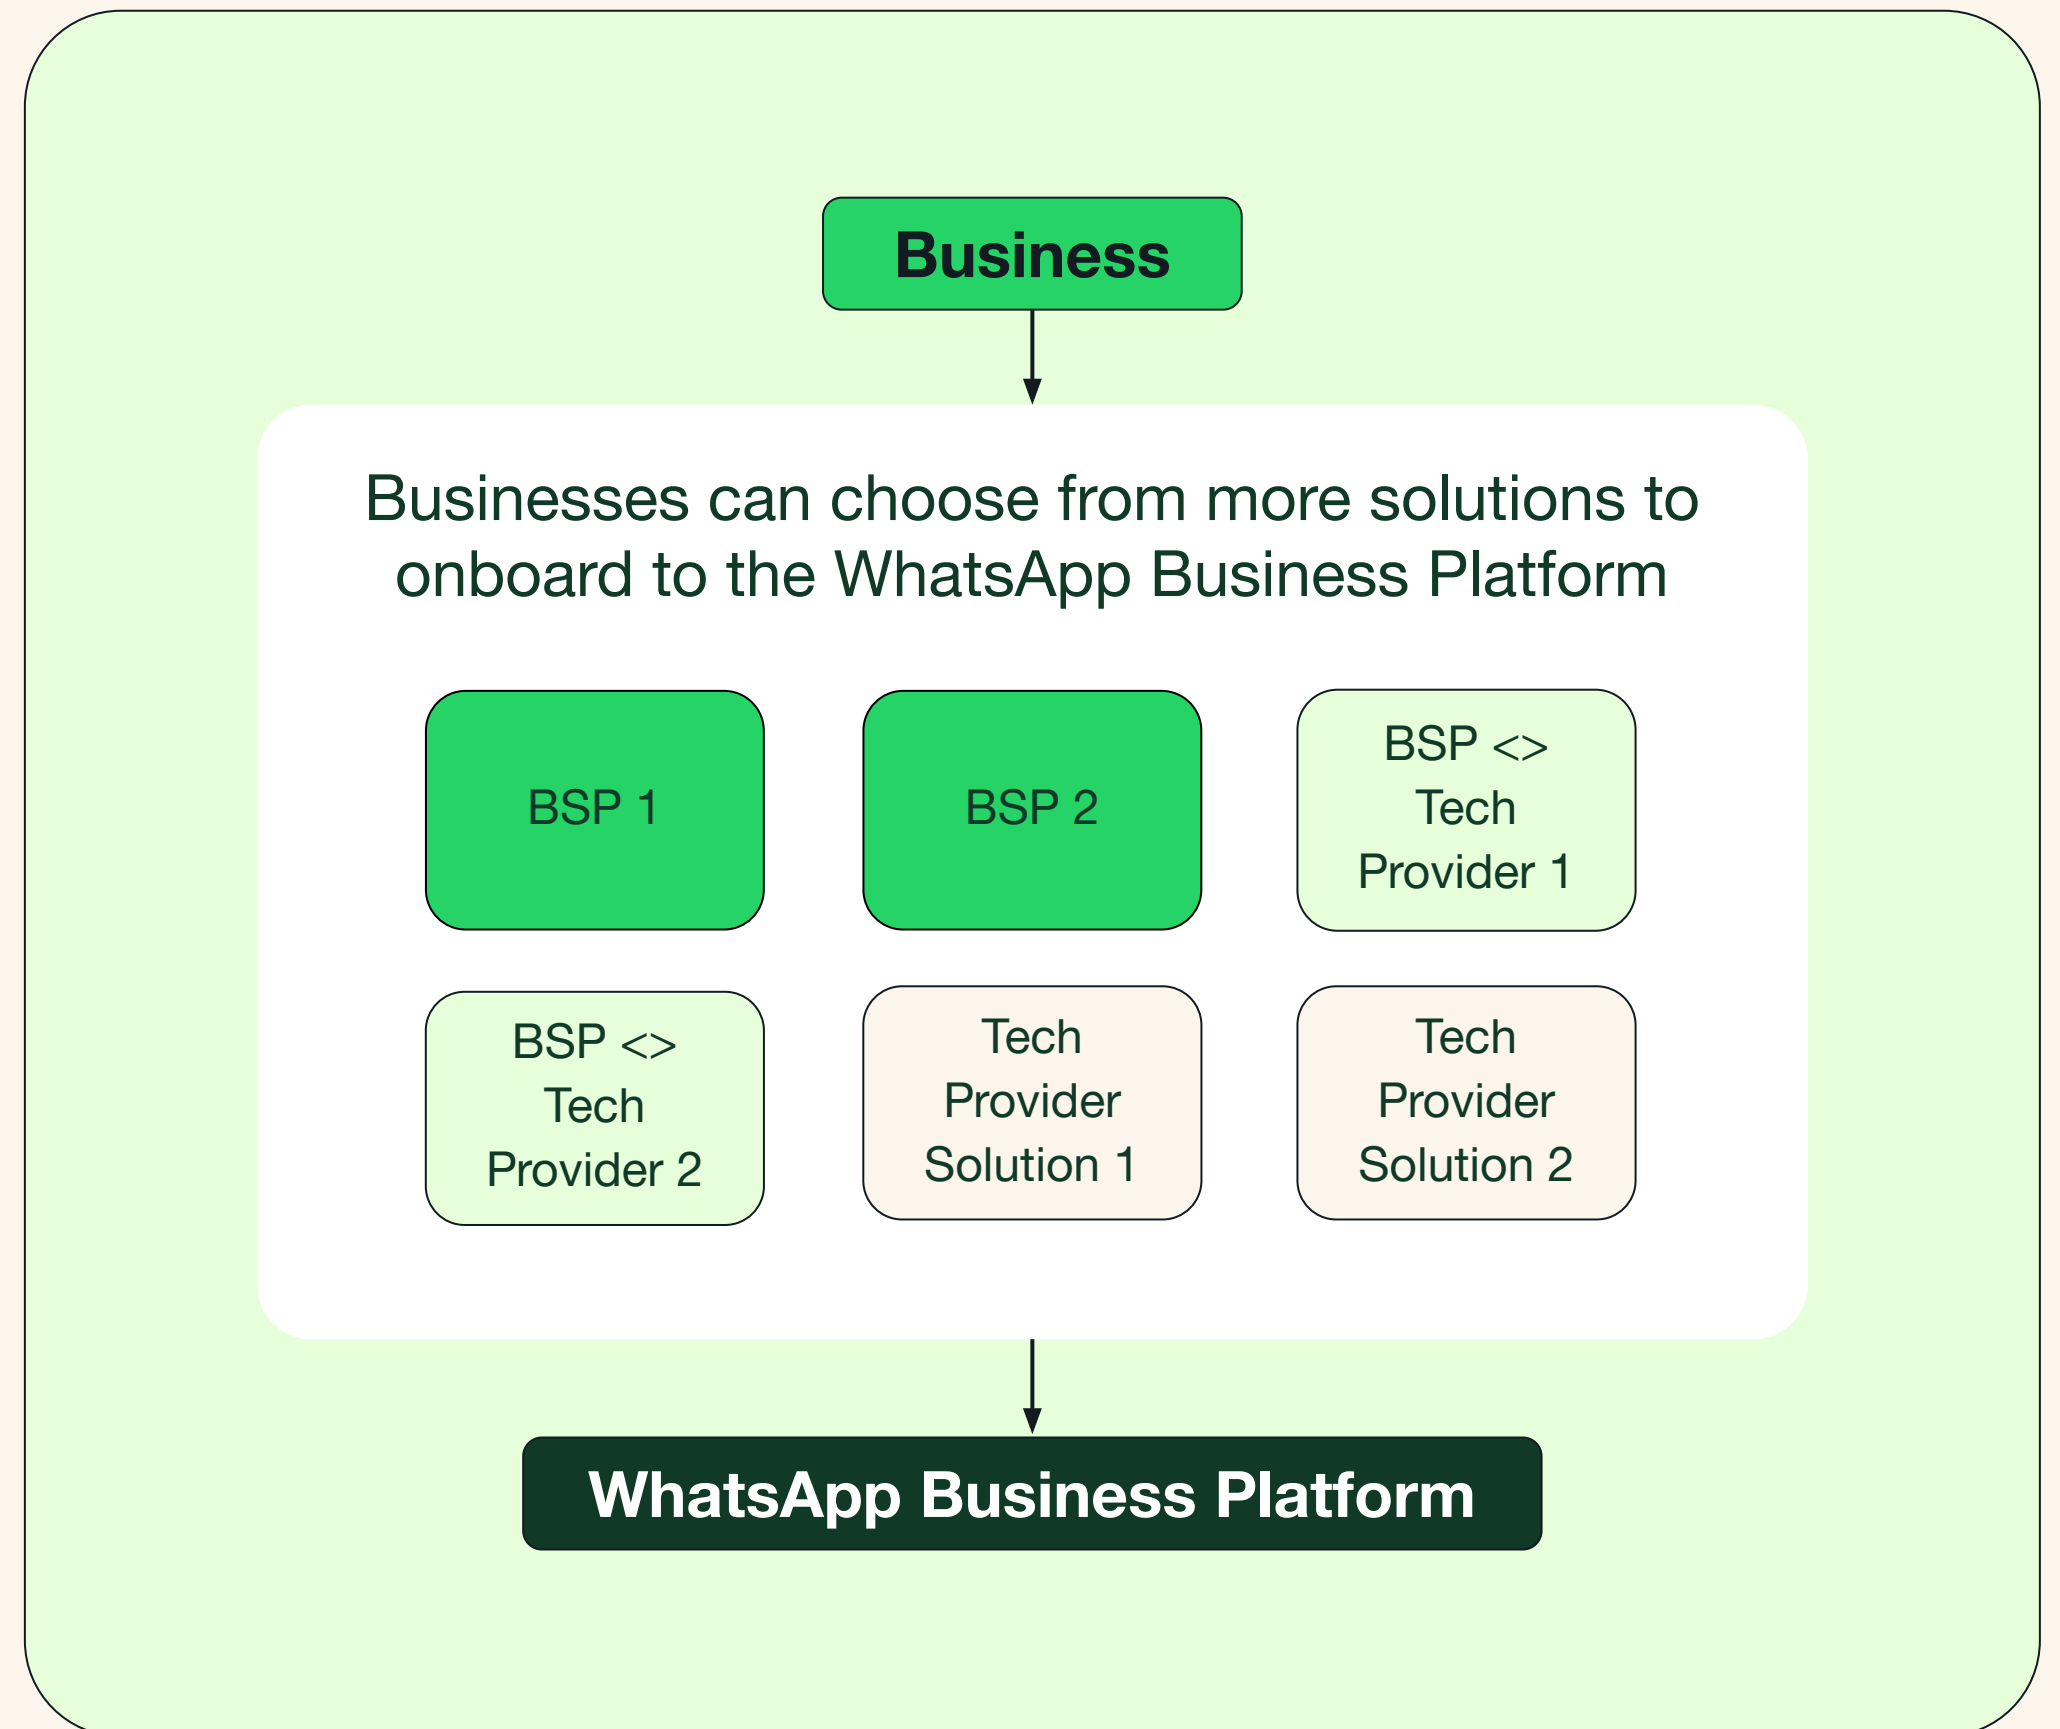 Business
Businesses can choose from more solutions to
onboard to the WhatsApp Business Platform
BSP 1
BSP 2
BSP <>
Tech
Provider 1
BSP <>
Tech
Provider 2
Tech
Provider
Solution 1
Tech
Provider
Solution 2
WhatsApp Business Platform